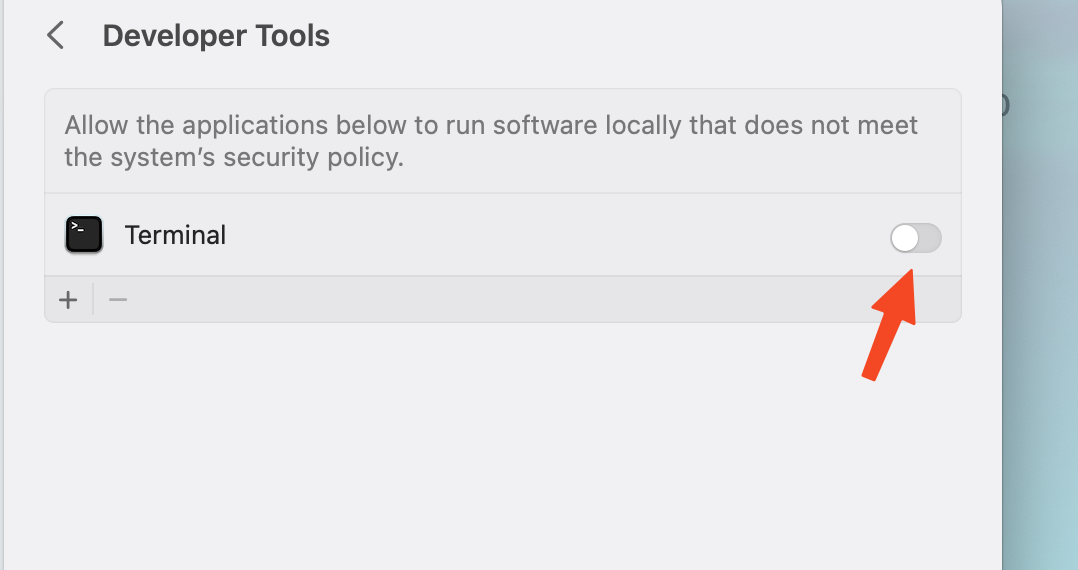 Developer Tools
Allow the applications below to run software locally that does not meet
the system’s security policy.
Terminal